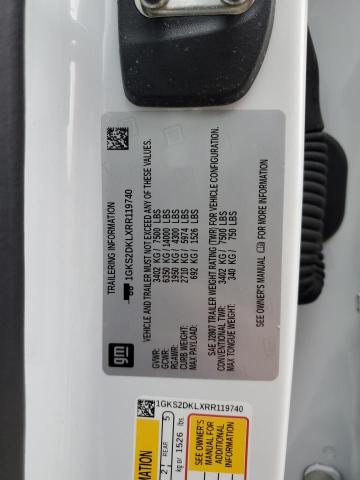 TRAILERING INFORMATION
1GKS2DKLXRR119740
VEHICLE AND TRAILER MUST NOT EXCEED ANY OF THESE VALUES.
GVWR: 3402 KG / 7500 LBS
GCWR: 6350 KG / 14000 LBS
RGAWR: 1950 KG / 4300 LBS
CURB WEIGHT: 2710 KG / 5974 LBS
MAX PAYLOAD: 692 KG / 1526 LBS
SAE J2807 TRAILER WEIGHT RATING (TWR) FOR VEHICLE CONFIGURATION.
CONVENTIONAL TWR: 3402 KG / 7500 LBS
MAX TONGUE WEIGHT: 340 KG / 750 LBS
SEE OWNER'S MANUAL FOR MORE INFORMATION
gm
1GKS2DKLXRR119740
MATION
2 REAR 5
kg or 1526 lbs.
SEE OWNER'S
MANUAL FOR
ADDITIONAL
INFORMATION